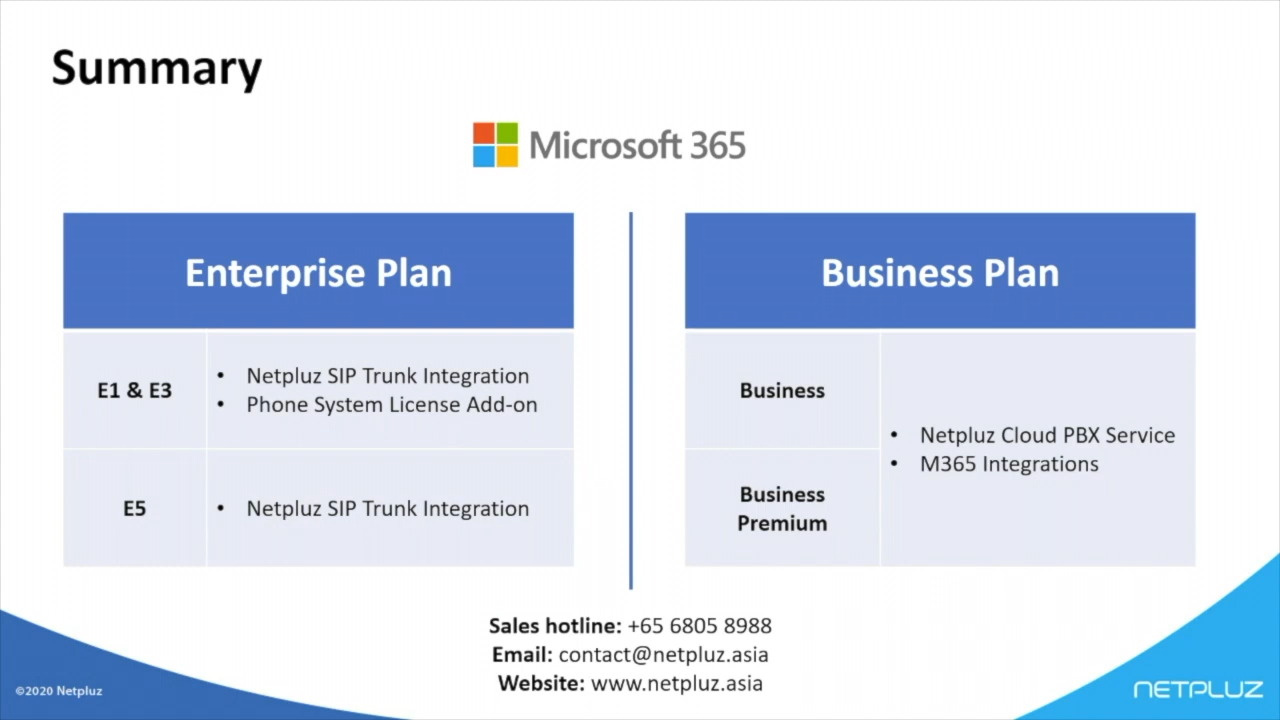 Summary
Microsoft 365
Enterprise Plan
E1 & E3
• Netpluz SIP Trunk Integration
• Phone System License Add-on
E5
• Netpluz SIP Trunk Integration
Business Plan
Business
Business
Premium
• Netpluz Cloud PBX Service
• M365 Integrations
Sales hotline: +65 6805 8988
Email: contact@netpluz.asia
Website: www.netpluz.asia
©2020 Netpluz
NETPLUZ